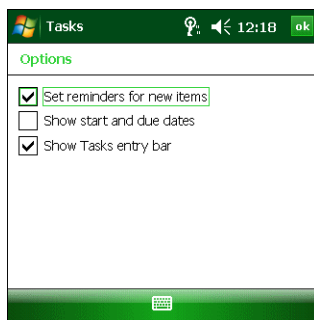 Tasks 12:18 ok
Options
Set reminders for new items
Show start and due dates
Show Tasks entry bar